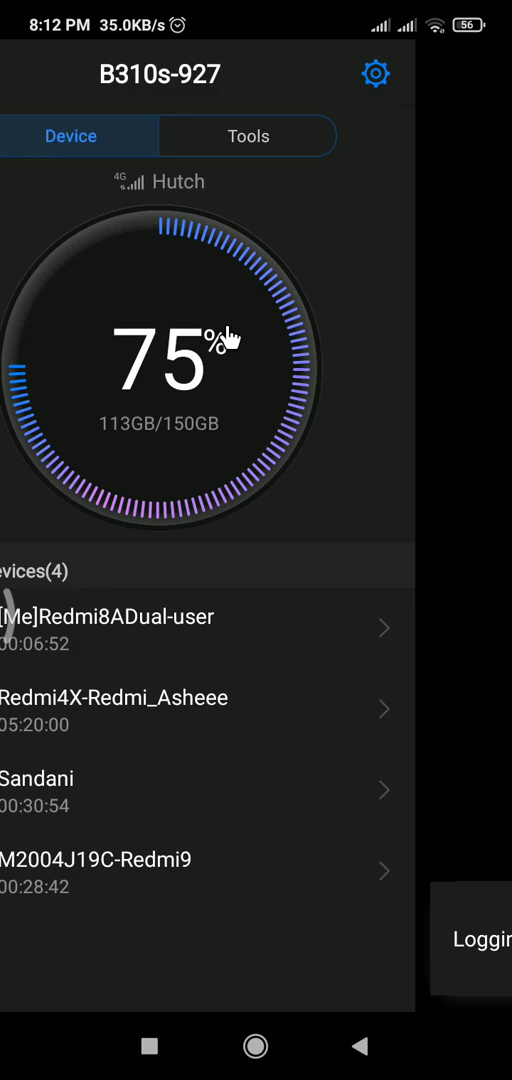 8:12 PM 35.0KB/s
56
B310s-927
Device Tools
4G Hutch
75%
113GB/150GB
evices(4)
[Me]Redmi8ADual-user
00:06:52
Redmi4X-Redmi_Asheee
05:20:00
Sandani
00:30:54
M2004J19C-Redmi9
00:28:42
Loggin